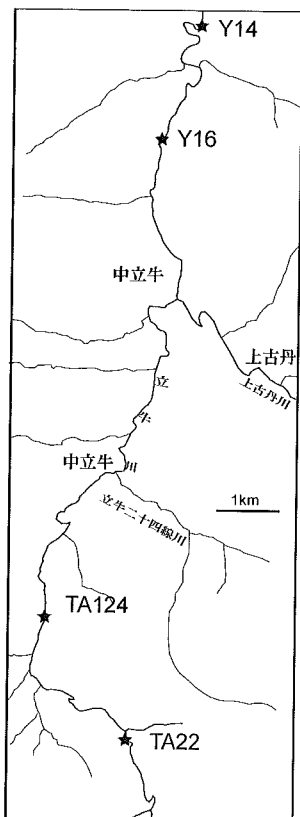 Y14
Y16
中立牛
上古丹
上古丹川
立牛川
中立牛
立牛二十四線川
1km
TA124
TA22